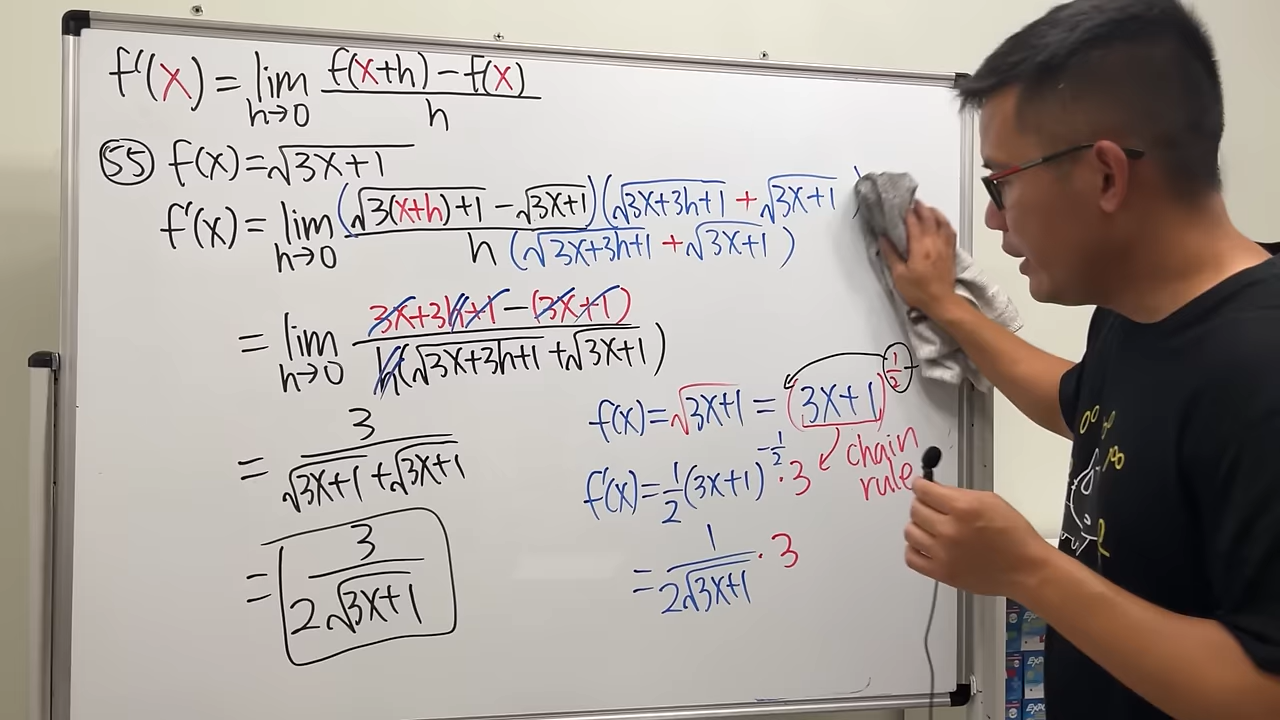 f'(x) = lim h→0 (f(x+h) - f(x)) / h
55 f(x) = √(3x+1)
f'(x) = lim h→0 (√(3(x+h)+1) - √(3x+1))(√(3x+3h+1) + √(3x+1)) / h(√(3x+3h+1) + √(3x+1))
= lim h→0 (3x+3h+1 - (3x+1)) / h(√(3x+3h+1) + √(3x+1))
= 3 / (√(3x+1) + √(3x+1))
= 3 / (2√(3x+1))
f(x) = √(3x+1) = (3x+1)^(1/2)
chain
rule
f'(x) = 1/2 (3x+1)^(-1/2) · 3
= 1 / (2√(3x+1)) · 3
EXPO